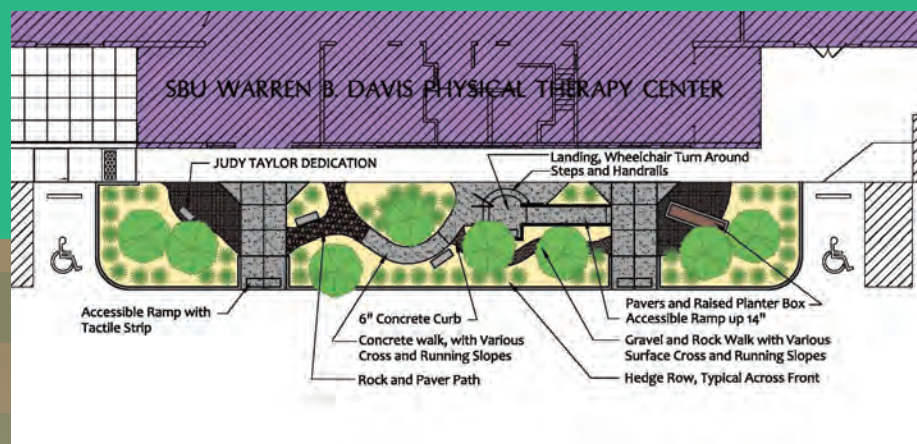 SBU WARREN B. DAVIS PHYSICAL THERAPY CENTER
JUDY TAYLOR DEDICATION
Landing, Wheelchair Turn Around
Steps and Handrails
Accessible Ramp with
Tactile Strip
6" Concrete Curb
Concrete walk, with Various
Cross and Running Slopes
Rock and Paver Path
Pavers and Raised Planter Box
Accessible Ramp up 14"
Gravel and Rock Walk with Various
Surface Cross and Running Slopes
Hedge Row, Typical Across Front